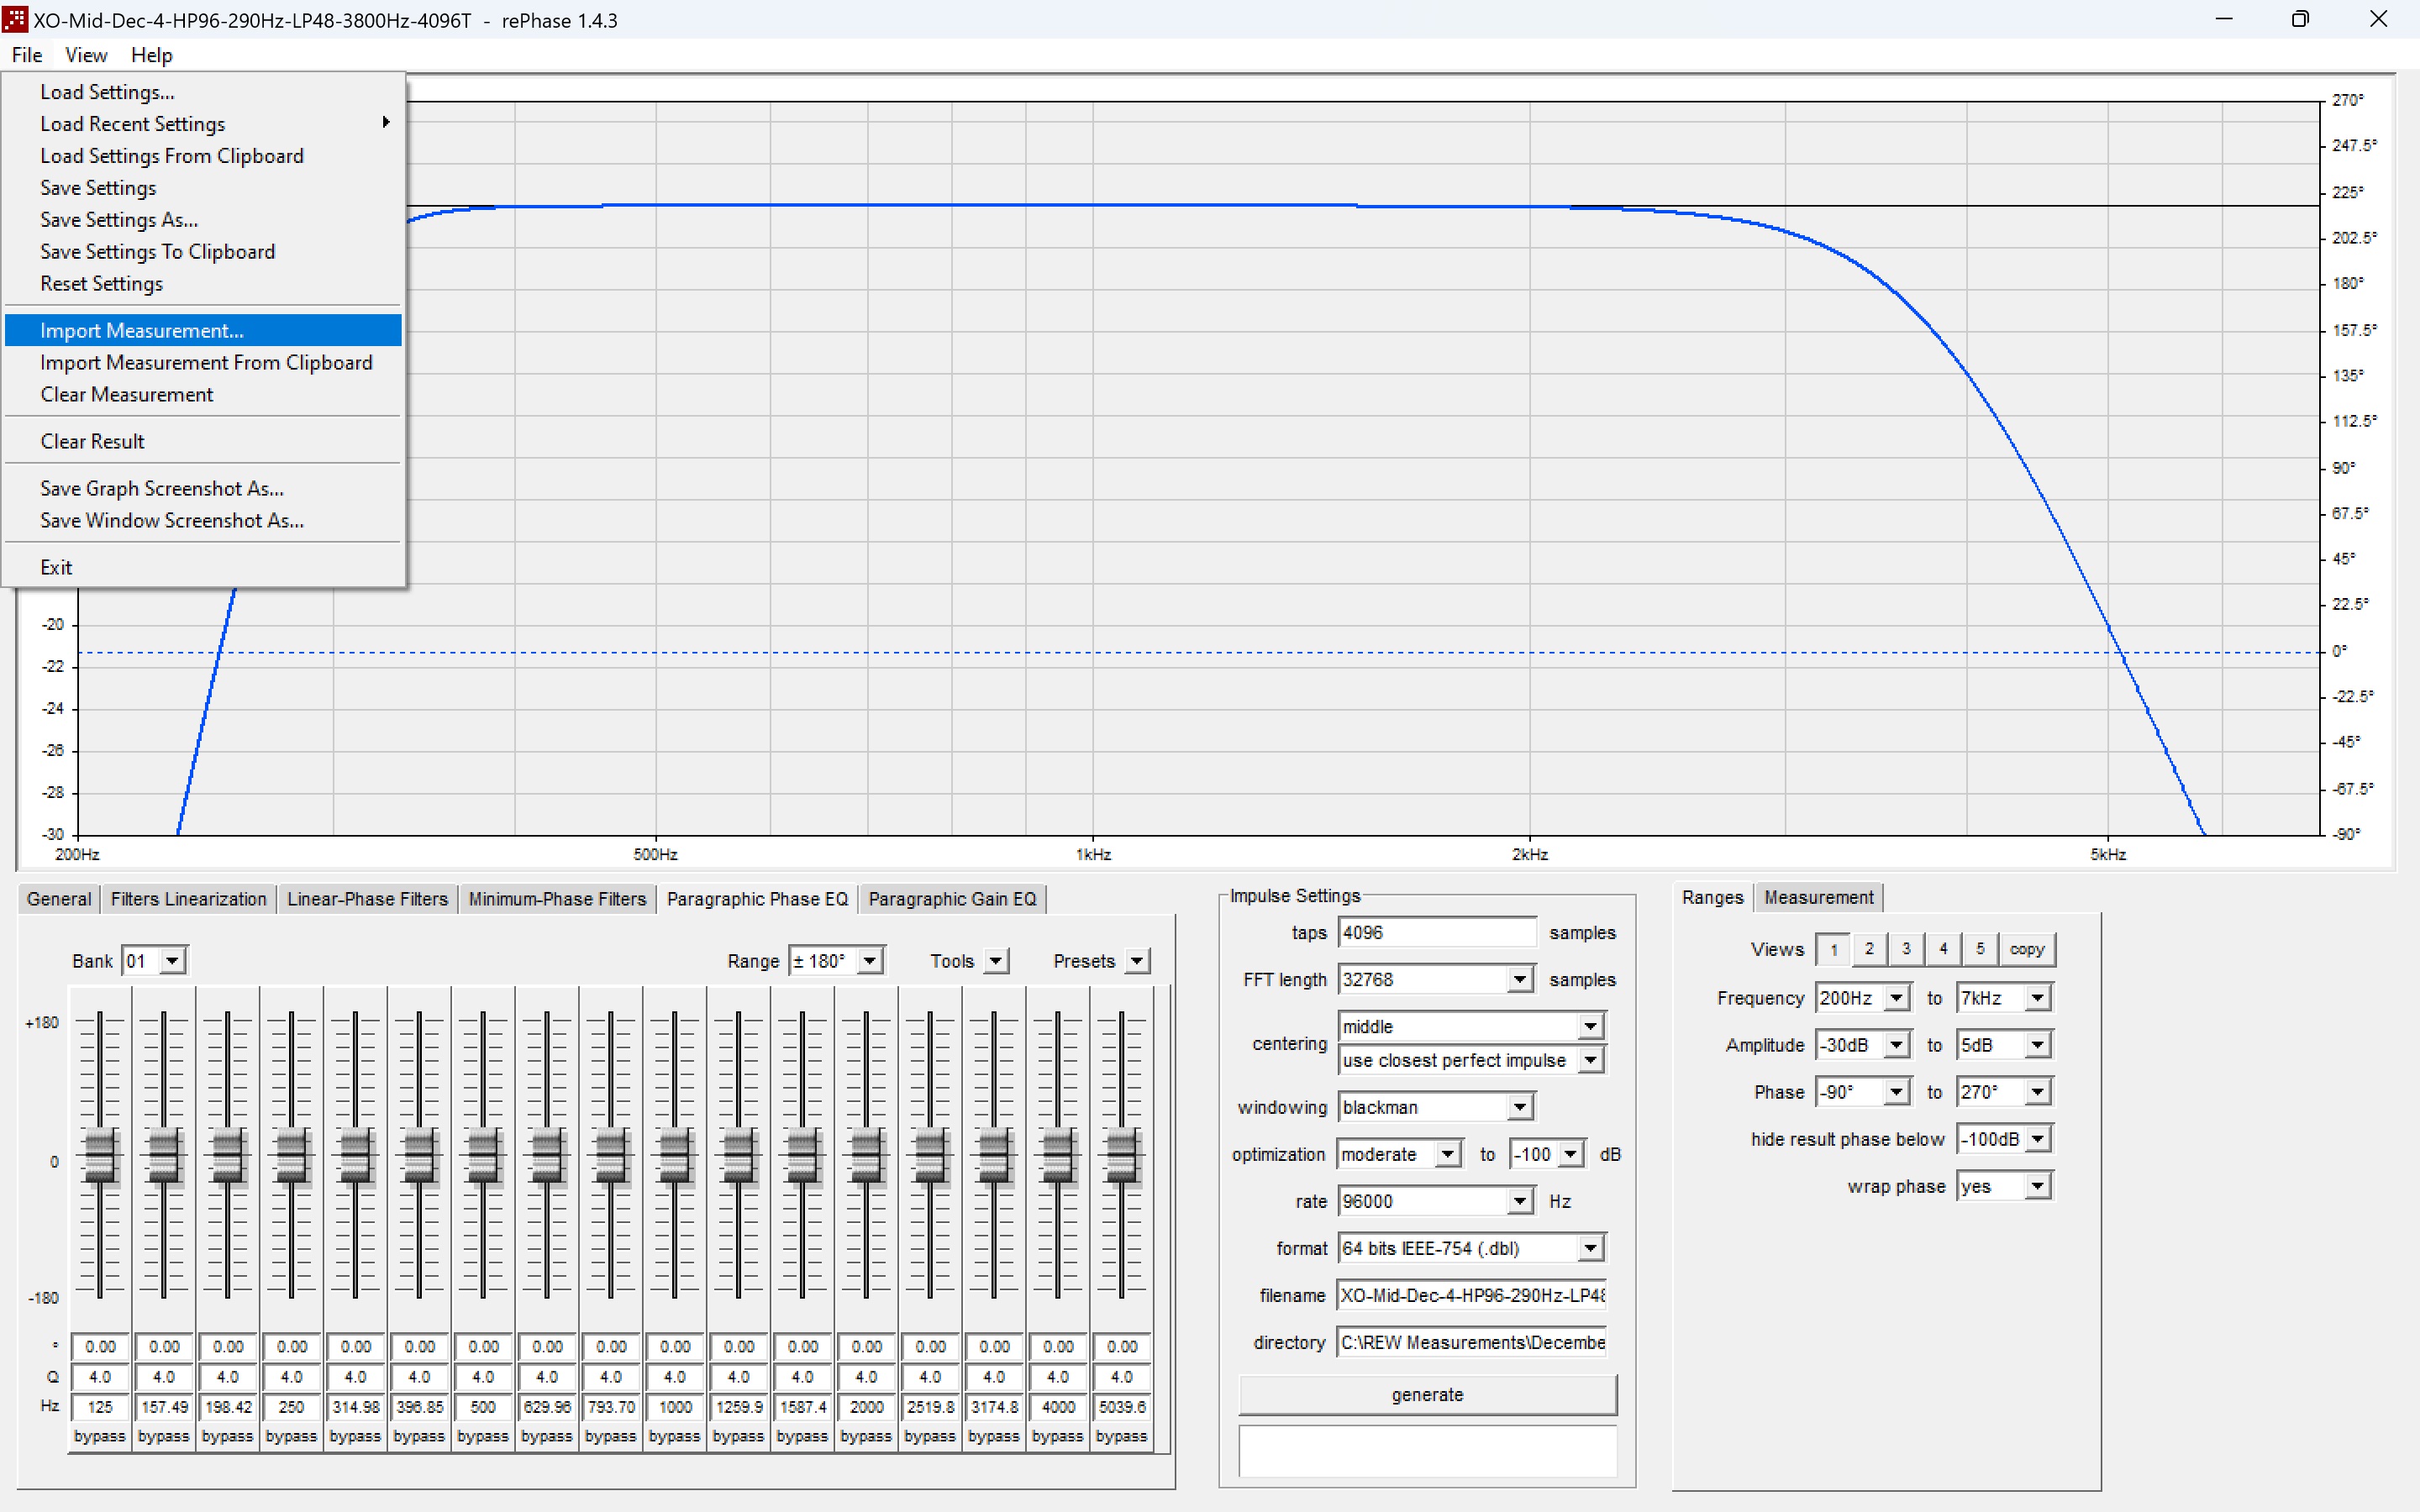 XO-Mid-Dec-4-HP96-290Hz-LP48-3800Hz-4096T - rePhase 1.4.3
File View Help
Load Settings...
Load Recent Settings
Load Settings From Clipboard
Save Settings
Save Settings As...
Save Settings To Clipboard
Reset Settings
Import Measurement...
Import Measurement From Clipboard
Clear Measurement
Clear Result
Save Graph Screenshot As...
Save Window Screenshot As...
Exit
270°
247.5°
225°
202.5°
180°
157.5°
135°
112.5°
90°
67.5°
45°
22.5°
0°
-22.5°
-45°
-67.5°
-90°
-20
-22
-24
-26
-28
-30
200Hz 500Hz 1kHz 2kHz 5kHz
General Filters Linearization Linear-Phase Filters Minimum-Phase Filters Paragraphic Phase EQ Paragraphic Gain EQ
Bank 01 Range ± 180° Tools Presets
+180
0
-180
° 0.00 0.00 0.00 0.00 0.00 0.00 0.00 0.00 0.00 0.00 0.00 0.00 0.00 0.00 0.00 0.00 0.00
Q 4.0 4.0 4.0 4.0 4.0 4.0 4.0 4.0 4.0 4.0 4.0 4.0 4.0 4.0 4.0 4.0 4.0
Hz 125 157.49 198.42 250 314.98 396.85 500 629.96 793.70 1000 1259.9 1587.4 2000 2519.8 3174.8 4000 5039.6
bypass bypass bypass bypass bypass bypass bypass bypass bypass bypass bypass bypass bypass bypass bypass bypass bypass
Impulse Settings
taps 4096 samples
FFT length 32768 samples
centering middle
use closest perfect impulse
windowing blackman
optimization moderate to -100 dB
rate 96000 Hz
format 64 bits IEEE-754 (.dbl)
filename XO-Mid-Dec-4-HP96-290Hz-LP48
directory C:\REW Measurements\Decembe
generate
Ranges Measurement
Views 1 2 3 4 5 copy
Frequency 200Hz to 7kHz
Amplitude -30dB to 5dB
Phase -90° to 270°
hide result phase below -100dB
wrap phase yes